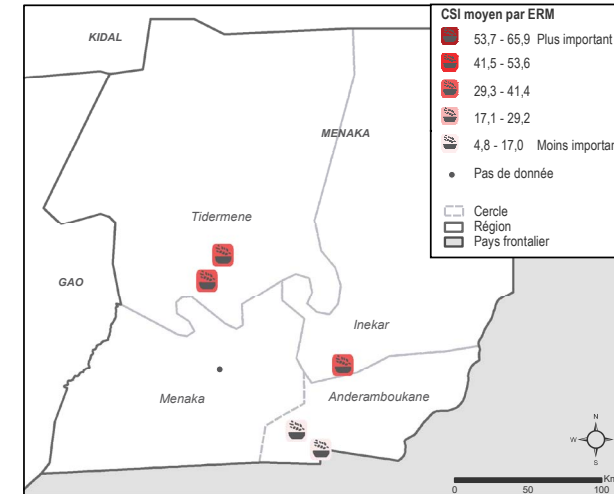 CSI moyen par ERM
53,7 - 65,9 Plus important
41,5 - 53,6
29,3 - 41,4
17,1 - 29,2
4,8 - 17,0 Moins importan
Pas de donnée
Cercle
Région
Pays frontalier
KIDAL
MENAKA
Tidermene
GAO
Inekar
Menaka
Anderamboukane
N
W
E
S
Km
0 50 100